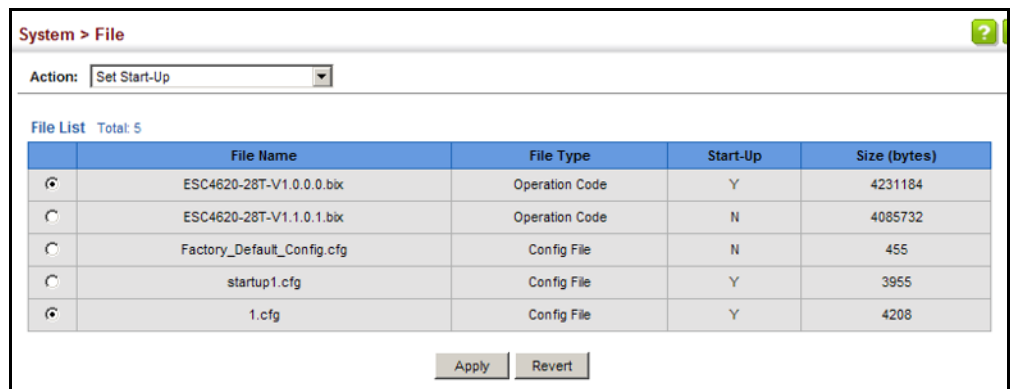 System > File
?
Action: Set Start-Up
File List Total: 5
File Name File Type Start-Up Size (bytes)
ESC4620-28T-V1.0.0.0.bix Operation Code Y 4231184
ESC4620-28T-V1.1.0.1.bix Operation Code N 4085732
Factory_Default_Config.cfg Config File N 455
startup1.cfg Config File Y 3955
1.cfg Config File Y 4208
Apply Revert